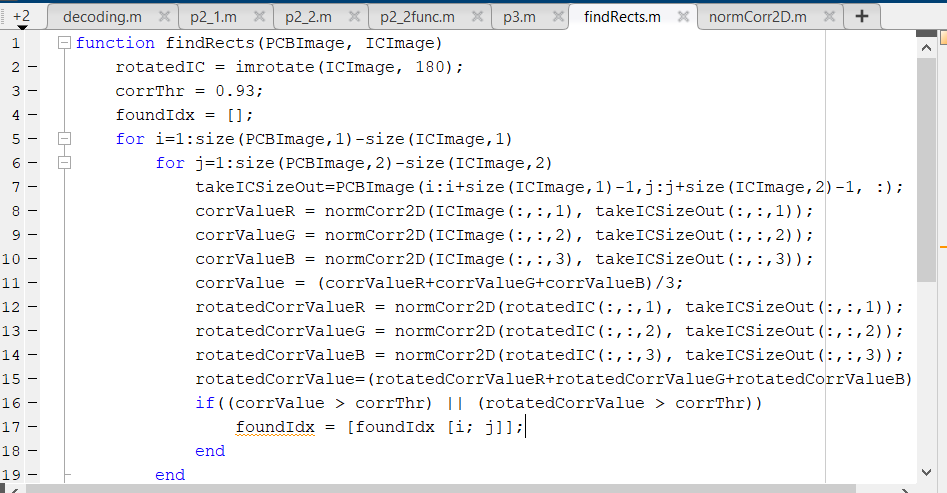 +2 decoding.m p2_1.m p2_2.m p2_2func.m p3.m findRects.m normCorr2D.m
1 function findRects(PCBImage, ICImage)
2 rotatedIC = imrotate(ICImage, 180);
3 corrThr = 0.93;
4 foundIdx = [];
5 for i=1:size(PCBImage,1)-size(ICImage,1)
6 for j=1:size(PCBImage,2)-size(ICImage,2)
7 takeICSizeOut=PCBImage(i:i+size(ICImage,1)-1,j:j+size(ICImage,2)-1, :);
8 corrValueR = normCorr2D(ICImage(:,:,1), takeICSizeOut(:,:,1));
9 corrValueG = normCorr2D(ICImage(:,:,2), takeICSizeOut(:,:,2));
10 corrValueB = normCorr2D(ICImage(:,:,3), takeICSizeOut(:,:,3));
11 corrValue = (corrValueR+corrValueG+corrValueB)/3;
12 rotatedCorrValueR = normCorr2D(rotatedIC(:,:,1), takeICSizeOut(:,:,1));
13 rotatedCorrValueG = normCorr2D(rotatedIC(:,:,2), takeICSizeOut(:,:,2));
14 rotatedCorrValueB = normCorr2D(rotatedIC(:,:,3), takeICSizeOut(:,:,3));
15 rotatedCorrValue=(rotatedCorrValueR+rotatedCorrValueG+rotatedCorrValueB)
16 if((corrValue > corrThr) || (rotatedCorrValue > corrThr))
17 foundIdx = [foundIdx [i; j]];
18 end
19 end